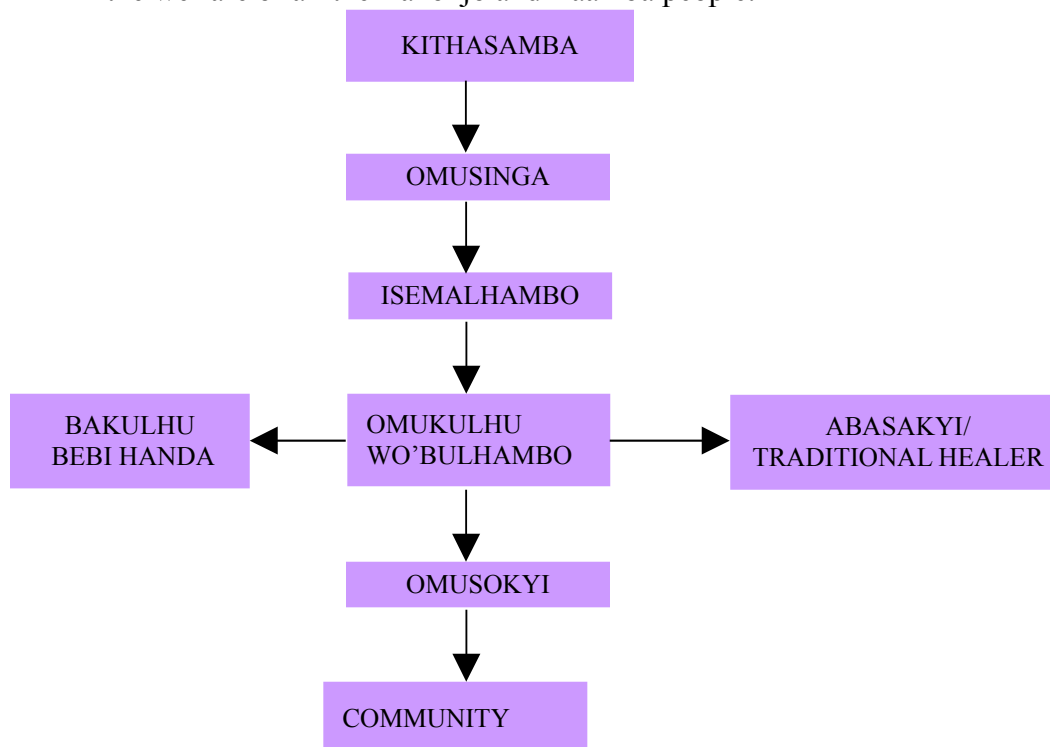 KITHASAMBA
OMUSINGA
ISEMALHAMBO
BAKULHU
BEBI HANDA
OMUKULHU
WO’BULHAMBO
ABASAKYI/
TRADITIONAL HEALER
OMUSOKYI
COMMUNITY